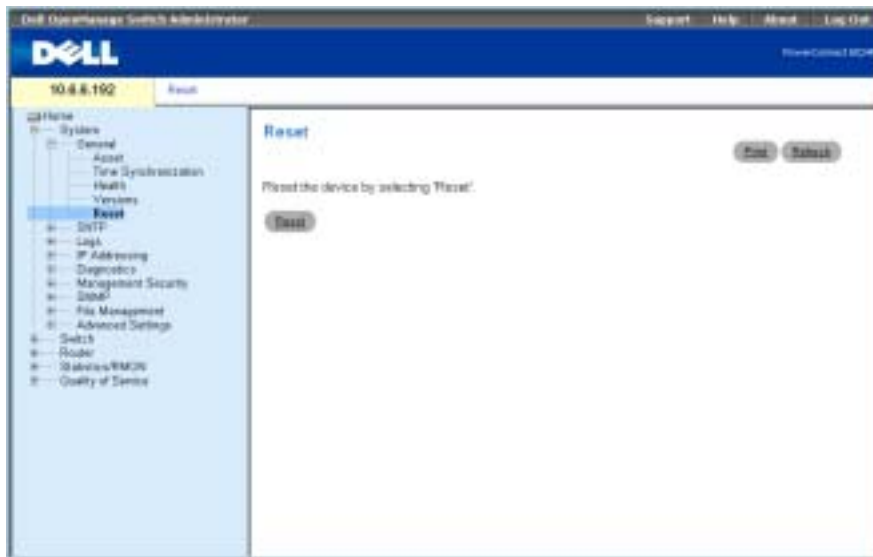 Dell OpenManage Switch Administrator
Support Help About Log Out
DELL
10.6.6.192
Reset
Home
System
General
Asset
Time Synchronization
Health
Versions
Reset
SNTP
Logs
IP Addressing
Diagnostics
Management Security
SNMP
File Management
Advanced Settings
Switch
Router
Statistics/RMON
Quality of Service
Reset
Print Refresh
Reset the device by selecting 'Reset'.
Reset